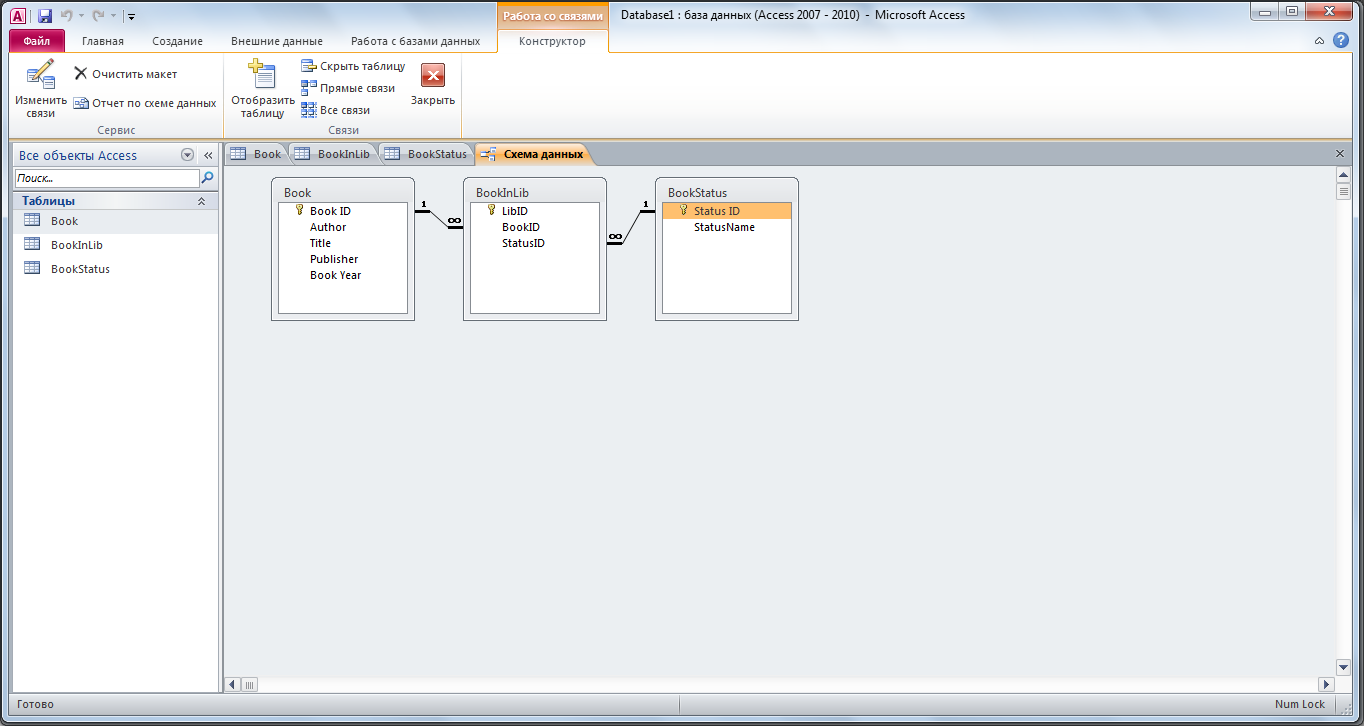 Работа со связями
Database1 : база данных (Access 2007 - 2010) - Microsoft Access
Файл Главная Создание Внешние данные Работа с базами данных Конструктор
Изменить связи
Очистить макет
Отчет по схеме данных
Сервис
Отобразить таблицу
Скрыть таблицу
Прямые связи
Все связи
Закрыть
Связи
Все объекты Access
Поиск...
Таблицы
Book
BookInLib
BookStatus
Book BookInLib BookStatus Схема данных
Book
Book ID
Author
Title
Publisher
Book Year
1
∞
BookInLib
LibID
BookID
StatusID
∞
1
BookStatus
Status ID
StatusName
Готово
Num Lock